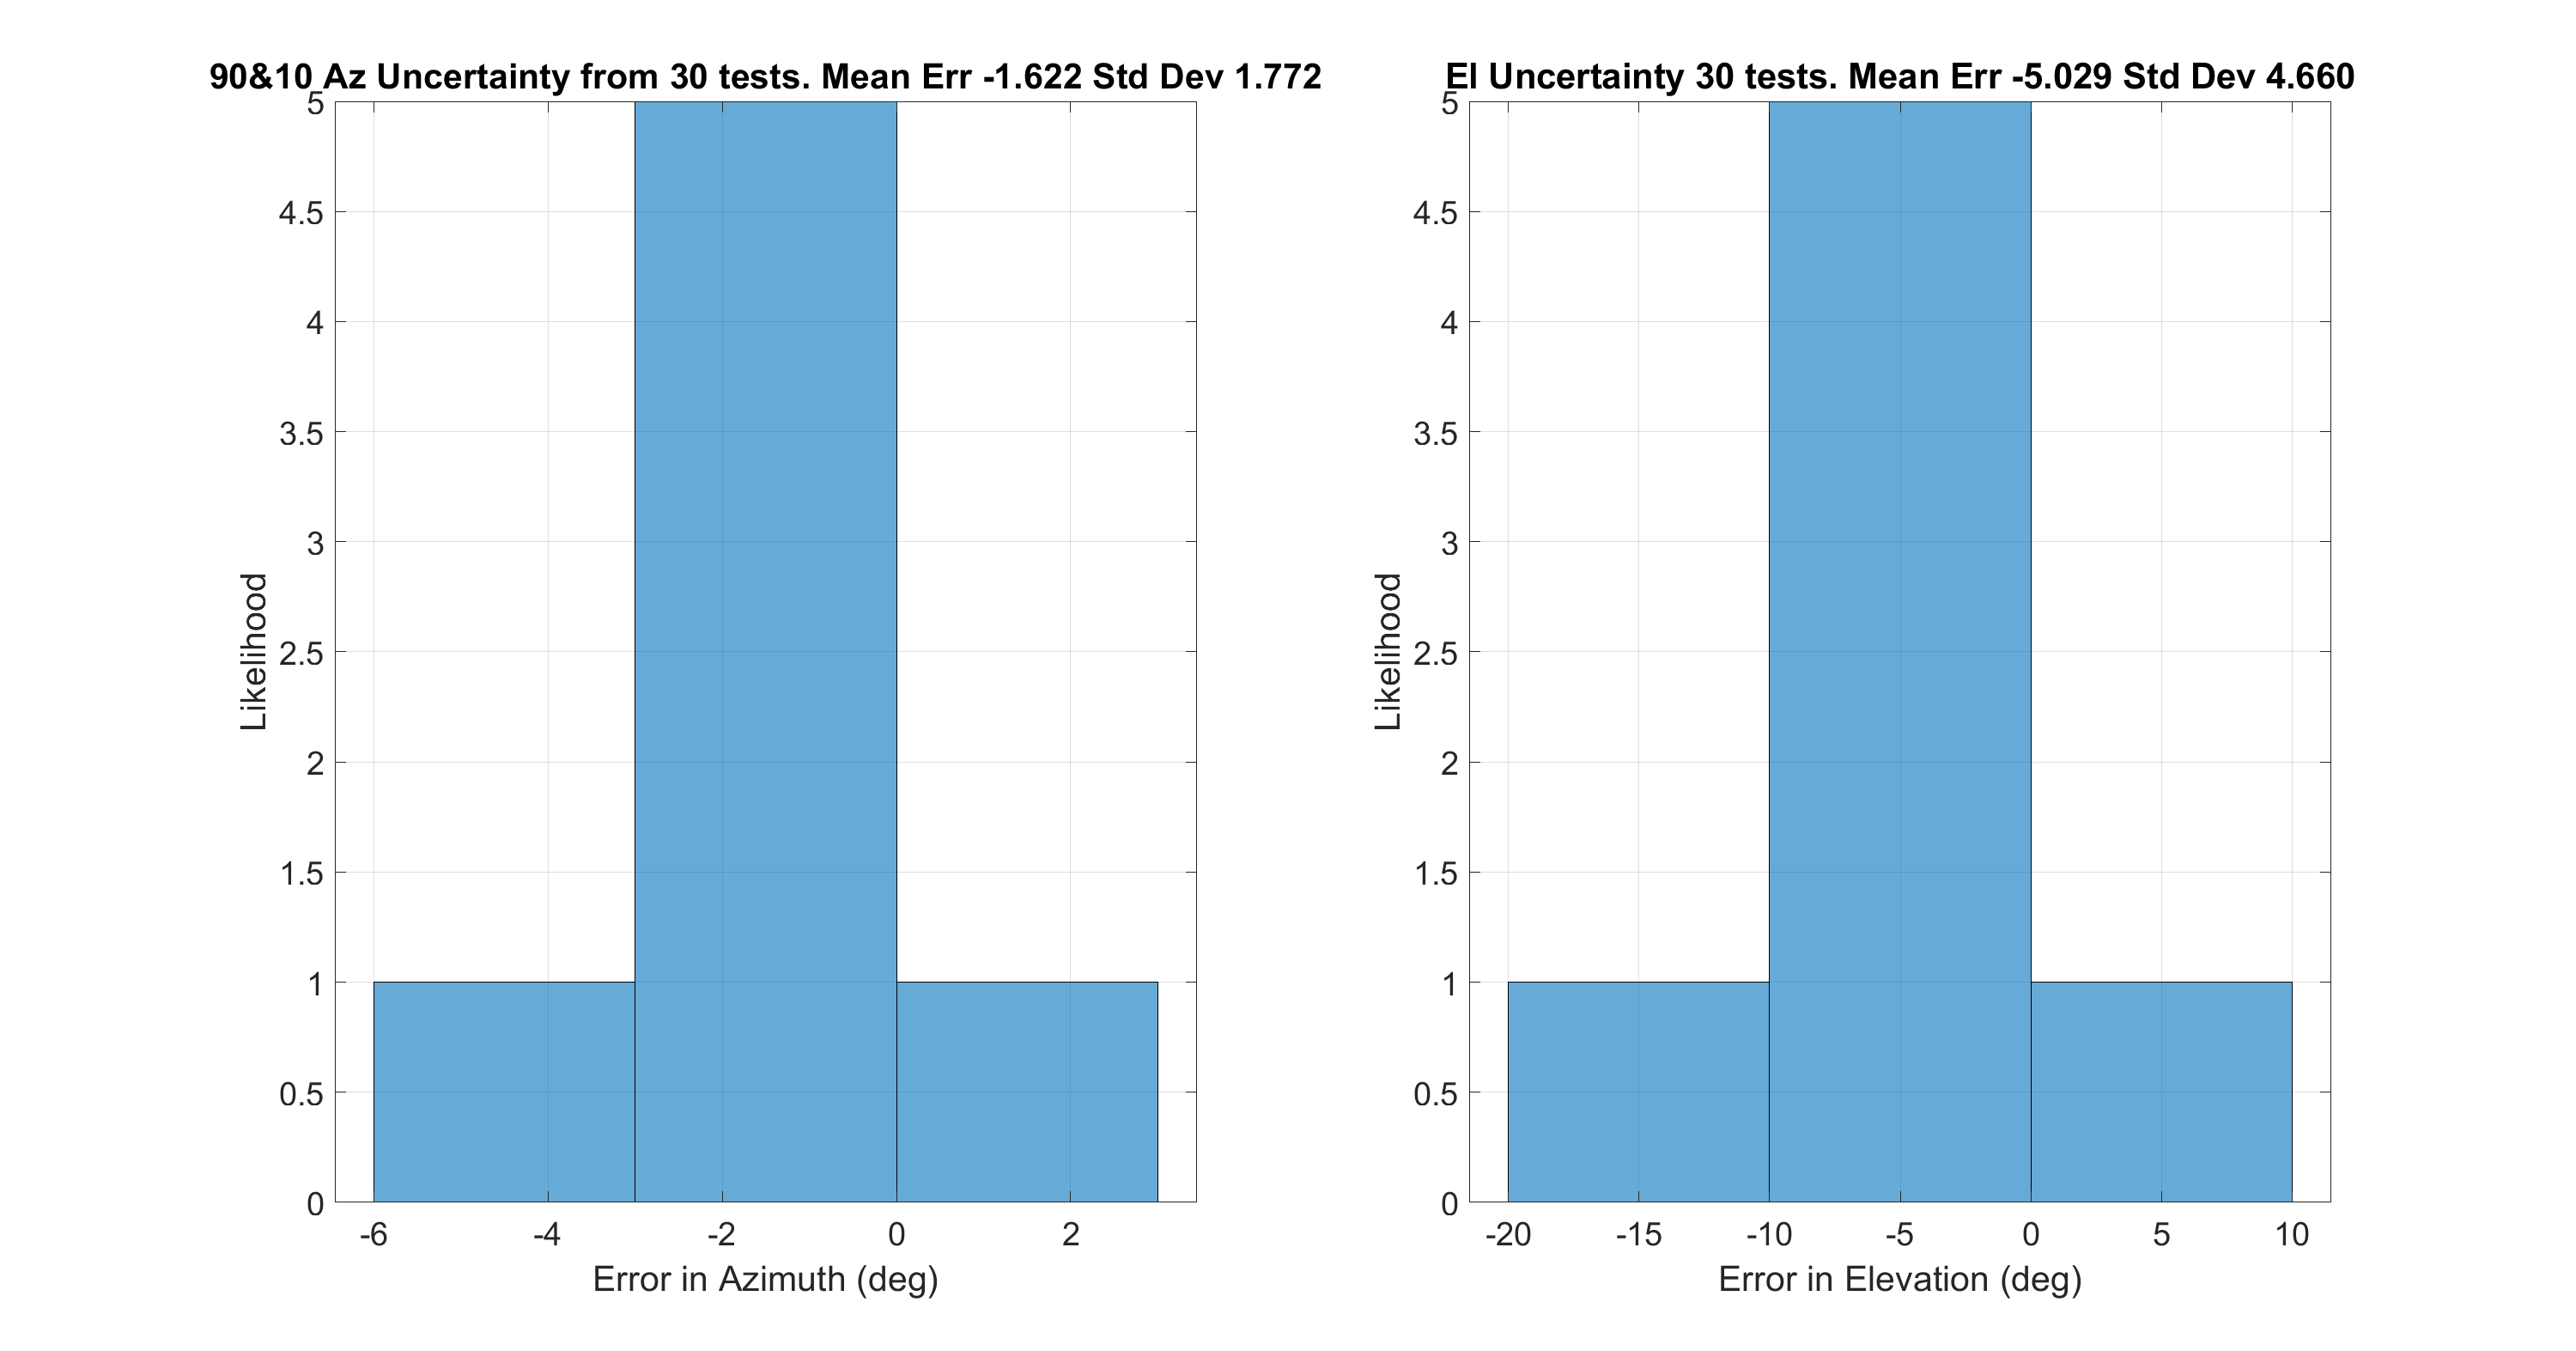 90&10 Az Uncertainty from 30 tests. Mean Err -1.622 Std Dev 1.772
5
4.5
4
3.5
3
2.5
2
1.5
1
0.5
0
Likelihood
-6 -4 -2 0 2
Error in Azimuth (deg)
El Uncertainty 30 tests. Mean Err -5.029 Std Dev 4.660
5
4.5
4
3.5
3
2.5
2
1.5
1
0.5
0
Likelihood
-20 -15 -10 -5 0 5 10
Error in Elevation (deg)